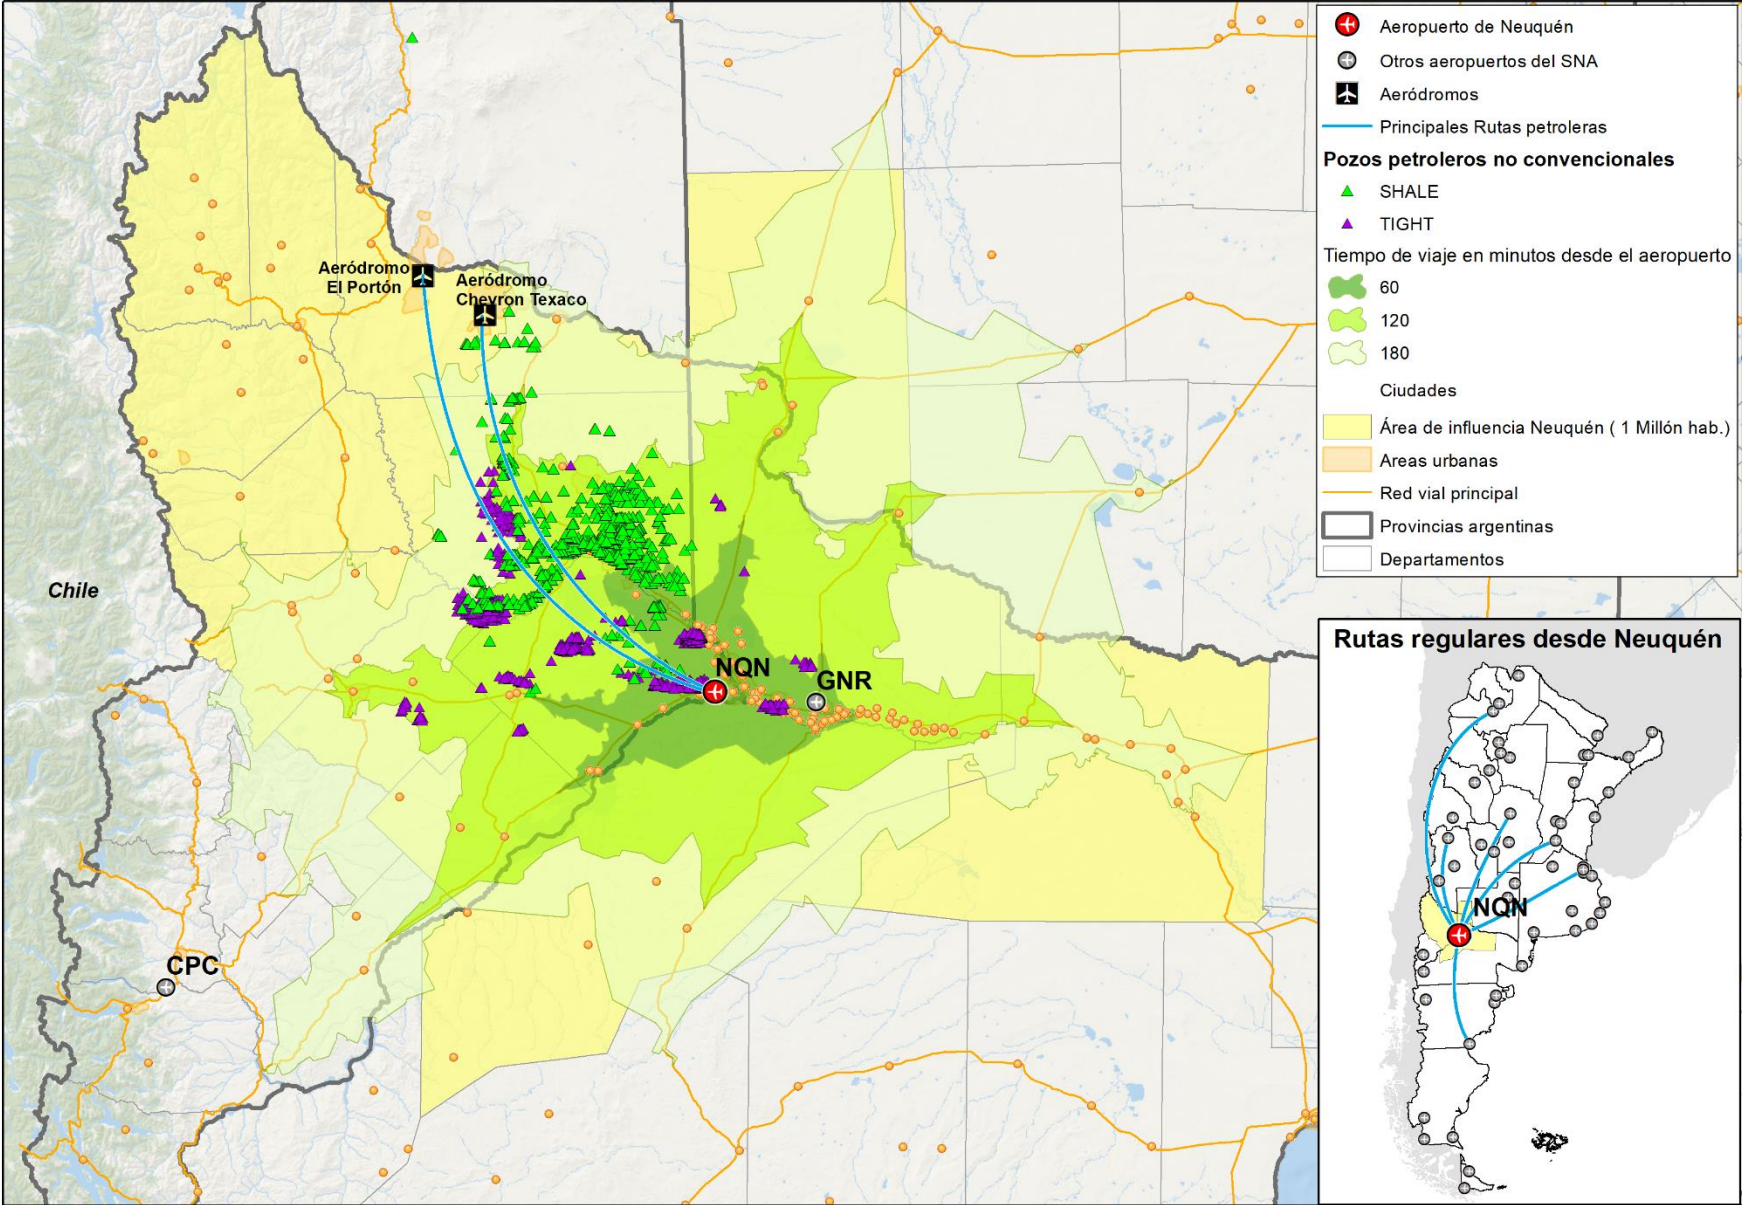 Aeropuerto de Neuquén
Otros aeropuertos del SNA
Aeródromos
Principales Rutas petroleras
Pozos petroleros no convencionales
SHALE
TIGHT
Tiempo de viaje en minutos desde el aeropuerto
60
120
180
Ciudades
Área de influencia Neuquén ( 1 Millón hab.)
Areas urbanas
Red vial principal
Provincias argentinas
Departamentos
Aeródromo
El Portón
Aeródromo
Chevron Texaco
Chile
NQN
GNR
CPC
Rutas regulares desde Neuquén
NQN